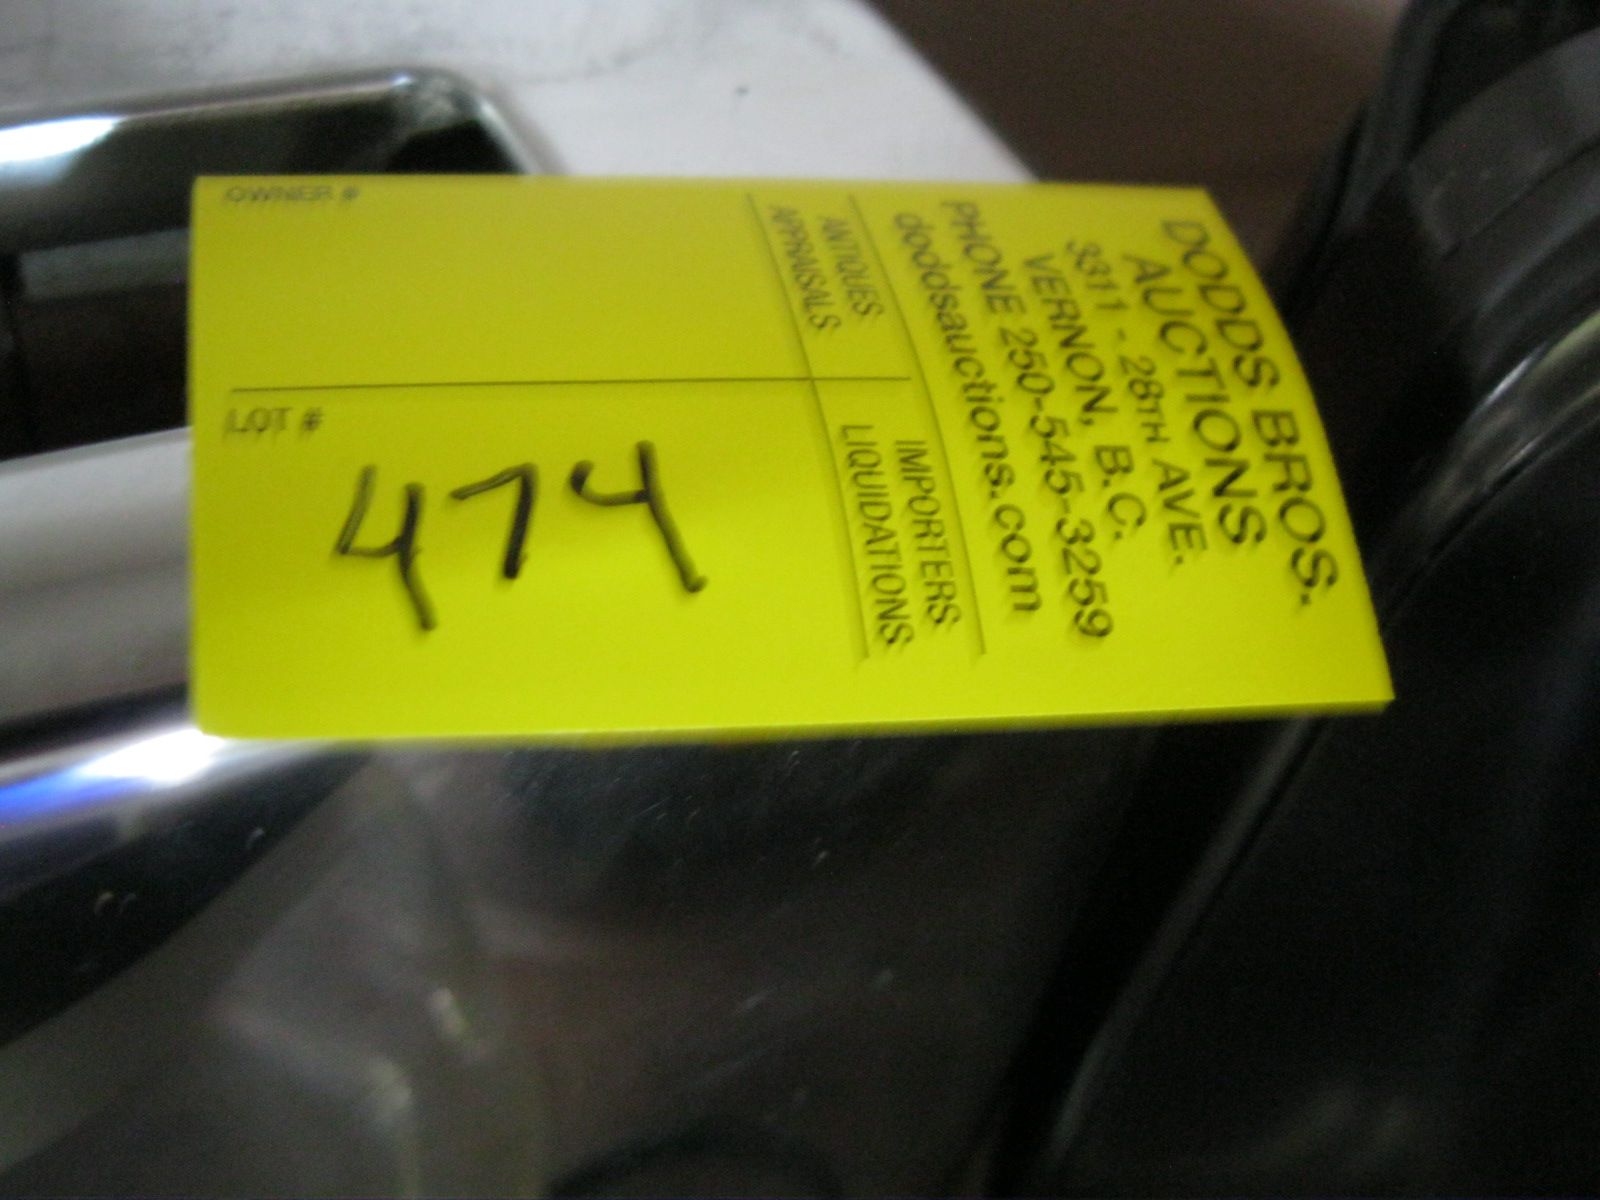 DODDS BROS.
AUCTIONS
3311 - 28TH AVE.
VERNON, B.C.
PHONE 250-545-3259
doddsauctions.com
ANTIQUES
APPRAISALS
IMPORTERS
LIQUIDATIONS
OWNER #
LOT #
474